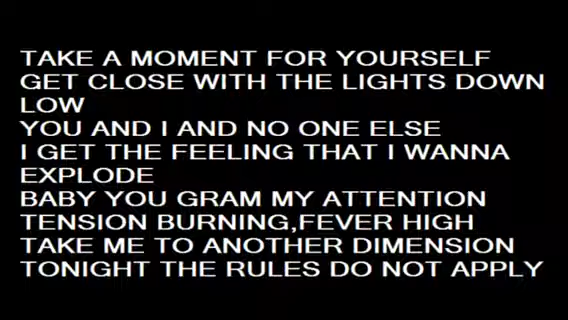 TAKE A MOMENT FOR YOURSELF
GET CLOSE WITH THE LIGHTS DOWN
LOW
YOU AND I AND NO ONE ELSE
I GET THE FEELING THAT I WANNA
EXPLODE
BABY YOU GRAM MY ATTENTION
TENSION BURNING,FEVER HIGH
TAKE ME TO ANOTHER DIMENSION
TONIGHT THE RULES DO NOT APPLY